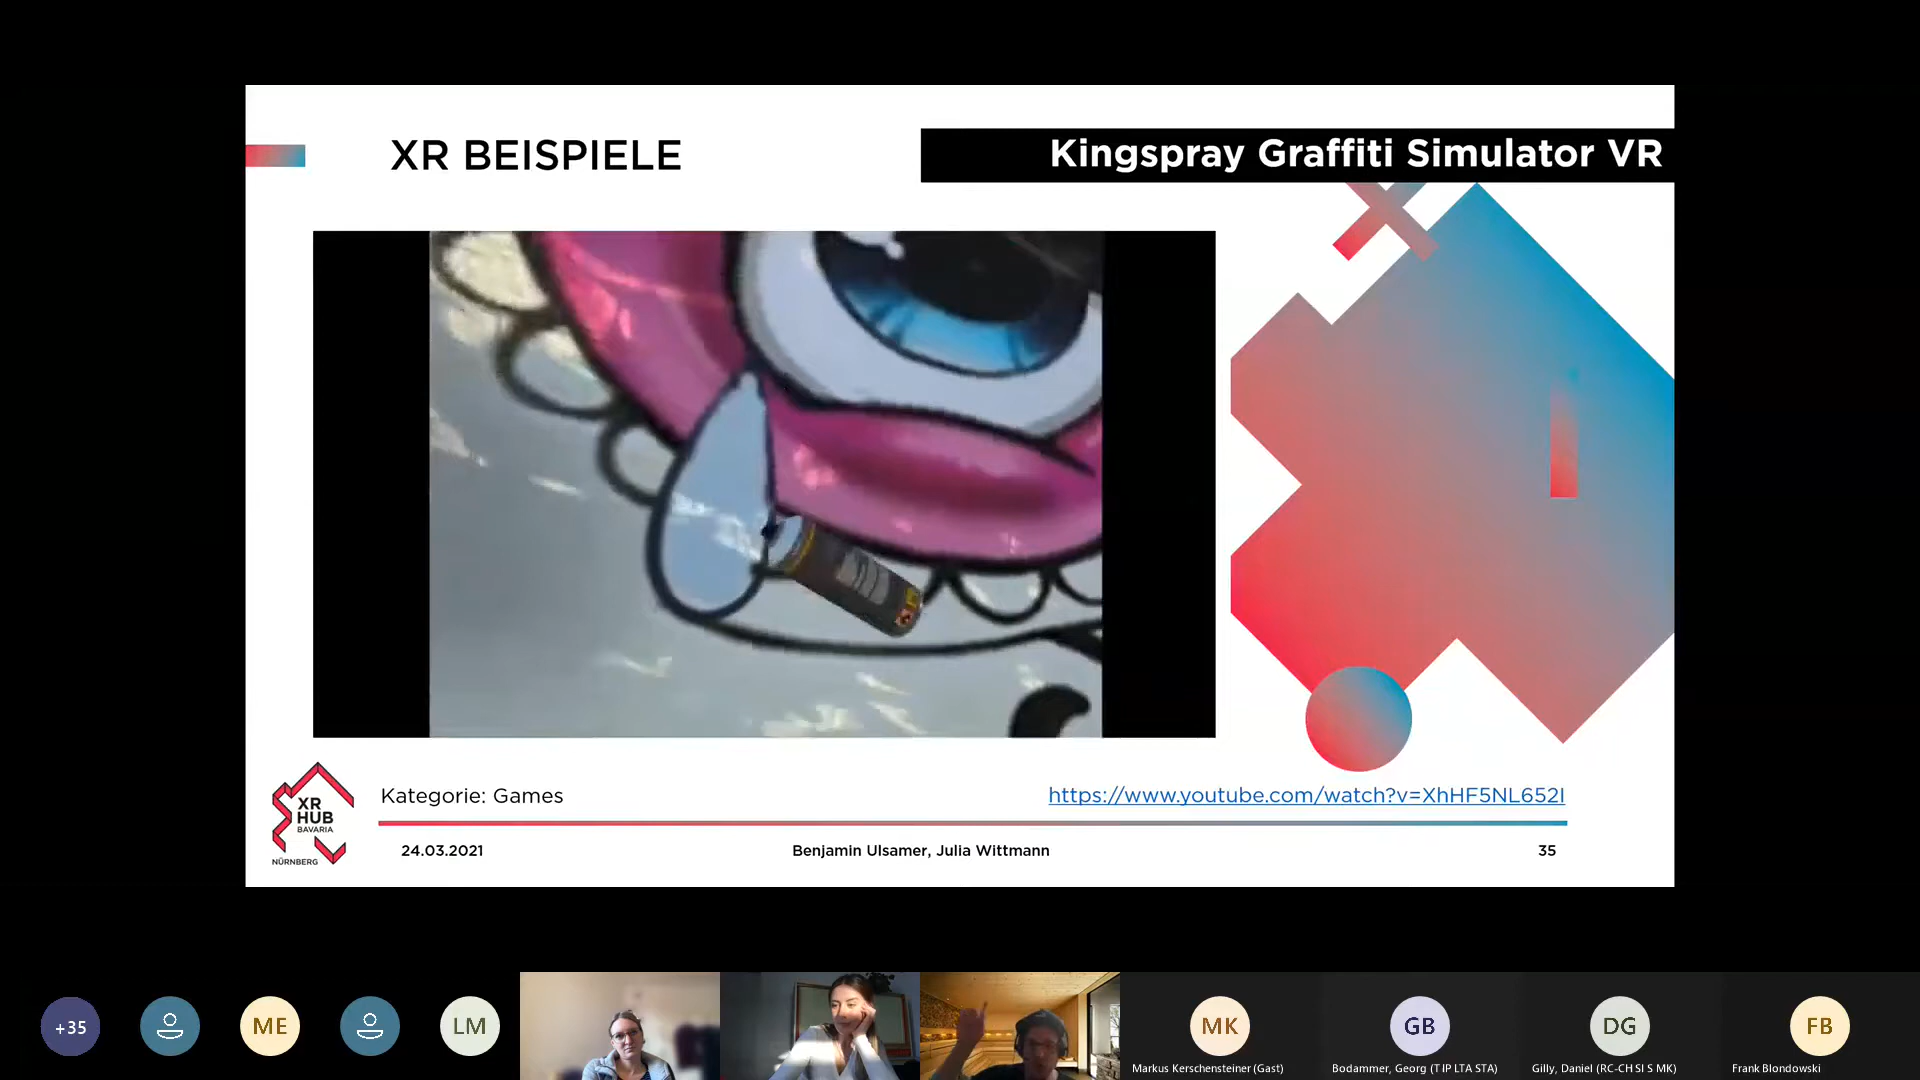 XR BEISPIELE
Kingspray Graffiti Simulator VR
XR
HUB
BAVARIA
NÜRNBERG
Kategorie: Games
https://www.youtube.com/watch?v=XhHF5NL652I
24.03.2021
Benjamin Ulsamer, Julia Wittmann
35
+35
ME
LM
MK
GB
DG
FB
Markus Kerschensteiner (Gast)
Bodammer, Georg (T IP LTA STA)
Gilly, Daniel (RC-CH SI S MK)
Frank Blondowski